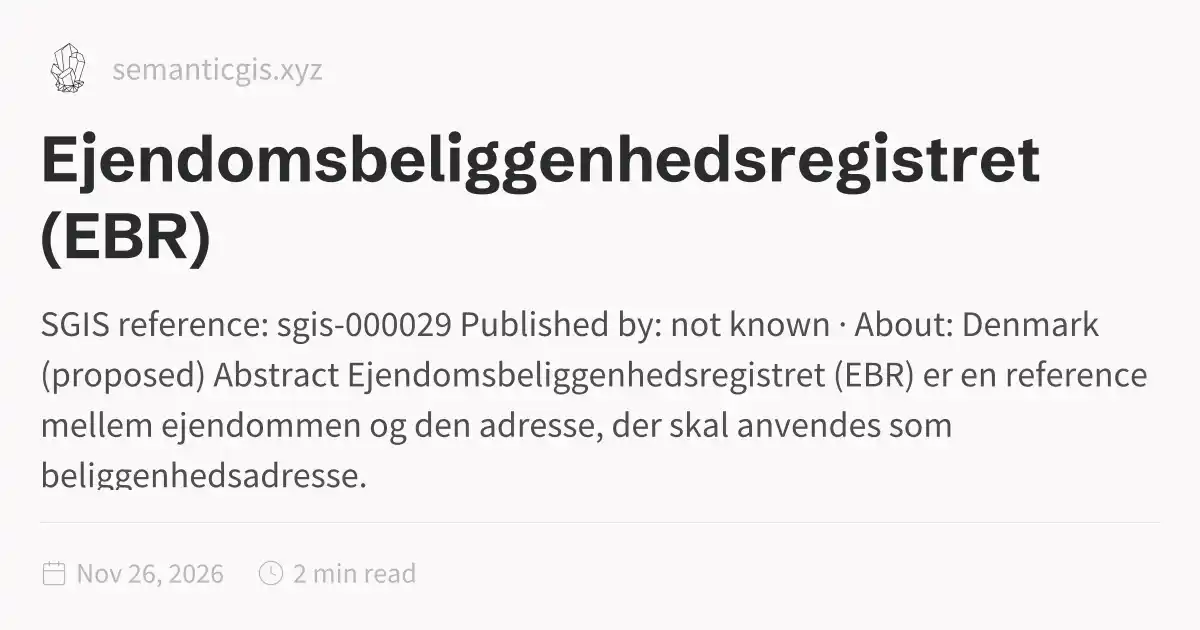 semanticgis.xyz
Ejendomsbeliggenhedsregistret
(EBR)
SGIS reference: sgis-000029 Published by: not known · About: Denmark
(proposed) Abstract Ejendomsbeliggenhedsregistret (EBR) er en reference
mellem ejendommen og den adresse, der skal anvendes som
beliggenhedsadresse.
Nov 26, 2026 2 min read